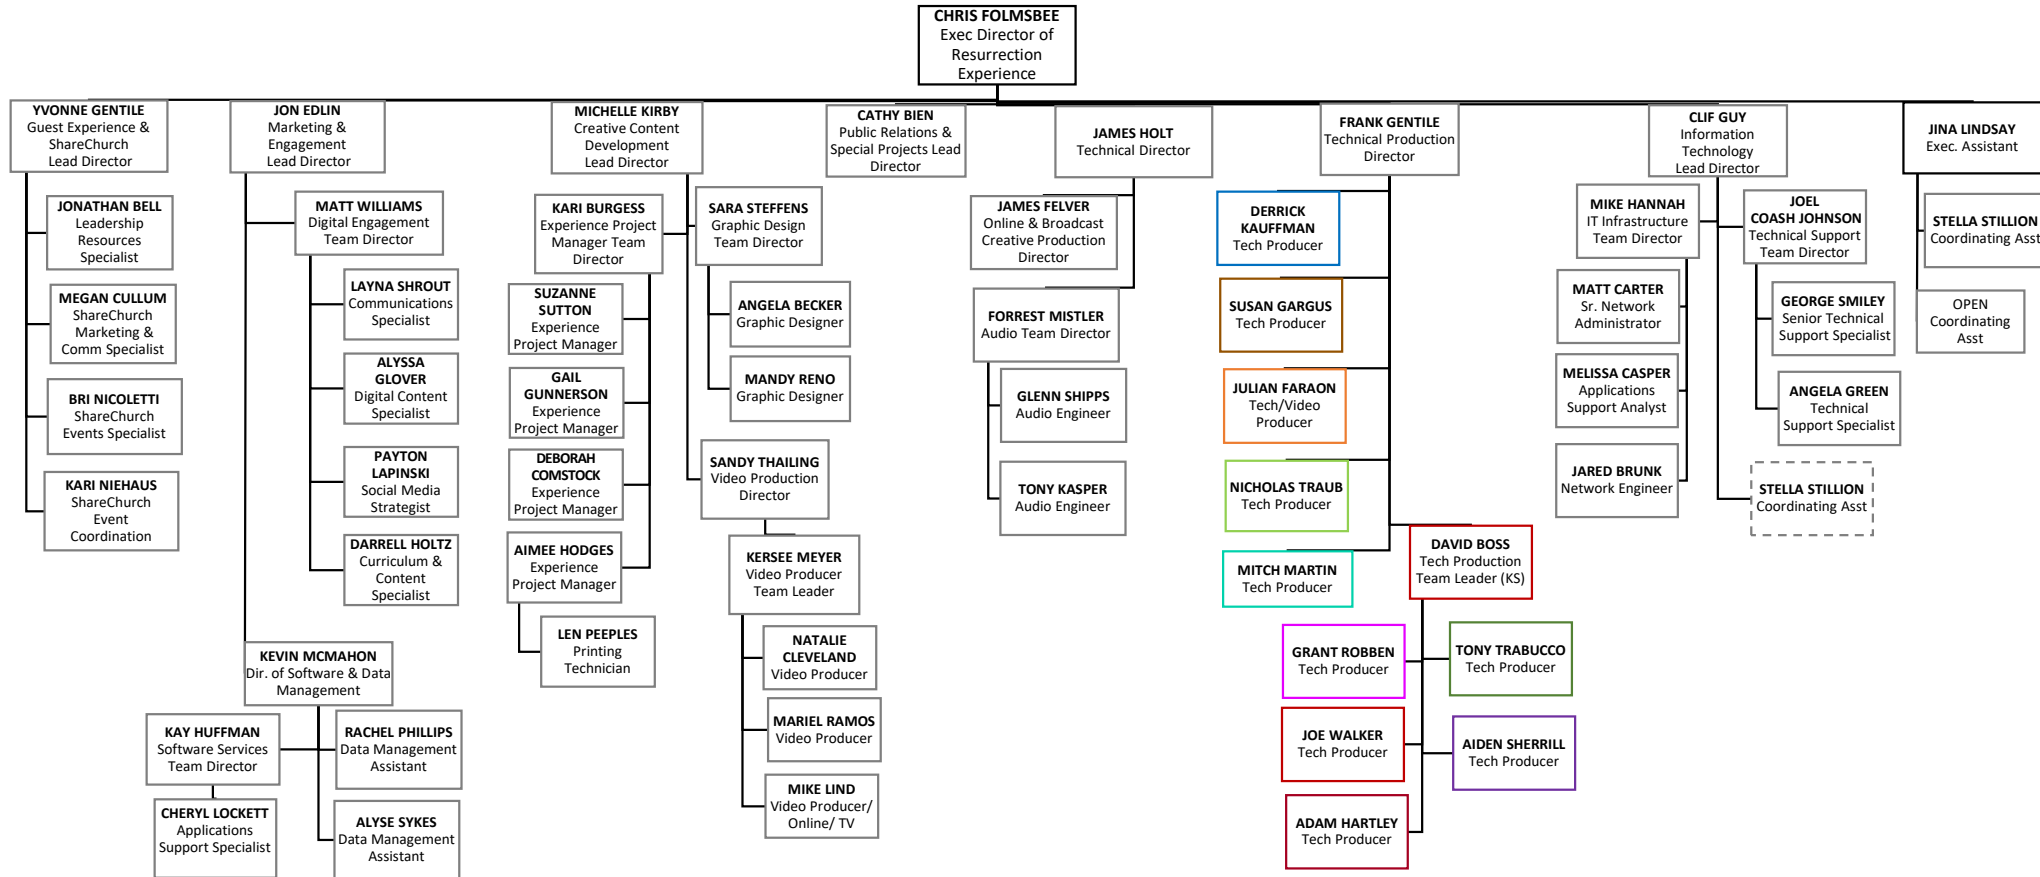 CHRIS FOLMSBEE
Exec Director of
Resurrection
Experience
YVONNE GENTILE
Guest Experience &
ShareChurch
Lead Director
JONATHAN BELL
Leadership
Resources
Specialist
MEGAN CULLUM
ShareChurch
Marketing &
Comm Specialist
BRI NICOLETTI
ShareChurch
Events Specialist
KARI NIEHAUS
ShareChurch
Event
Coordination
JON EDLIN
Marketing &
Engagement
Lead Director
MATT WILLIAMS
Digital Engagement
Team Director
LAYNA SHROUT
Communications
Specialist
ALYSSA
GLOVER
Digital Content
Specialist
PAYTON
LAPINSKI
Social Media
Strategist
DARRELL HOLTZ
Curriculum &
Content
Specialist
KEVIN MCMAHON
Dir. of Software & Data
Management
KAY HUFFMAN
Software Services
Team Director
CHERYL LOCKETT
Applications
Support Specialist
RACHEL PHILLIPS
Data Management
Assistant
ALYSE SYKES
Data Management
Assistant
MICHELLE KIRBY
Creative Content
Development
Lead Director
KARI BURGESS
Experience Project
Manager Team
Director
SUZANNE
SUTTON
Experience
Project Manager
GAIL
GUNNERSON
Experience
Project Manager
DEBORAH
COMSTOCK
Experience
Project Manager
AIMEE HODGES
Experience
Project Manager
LEN PEEPLES
Printing
Technician
SARA STEFFENS
Graphic Design
Team Director
ANGELA BECKER
Graphic Designer
MANDY RENO
Graphic Designer
SANDY THAILING
Video Production
Director
KERSEE MEYER
Video Producer
Team Leader
NATALIE
CLEVELAND
Video Producer
MARIEL RAMOS
Video Producer
MIKE LIND
Video Producer/
Online/ TV
CATHY BIEN
Public Relations &
Special Projects Lead
Director
JAMES HOLT
Technical Director
JAMES FELVER
Online & Broadcast
Creative Production
Director
FORREST MISTLER
Audio Team Director
GLENN SHIPPS
Audio Engineer
TONY KASPER
Audio Engineer
FRANK GENTILE
Technical Production
Director
DERRICK
KAUFFMAN
Tech Producer
SUSAN GARGUS
Tech Producer
JULIAN FARAON
Tech/Video
Producer
NICHOLAS TRAUB
Tech Producer
MITCH MARTIN
Tech Producer
DAVID BOSS
Tech Production
Team Leader (KS)
GRANT ROBBEN
Tech Producer
TONY TRABUCCO
Tech Producer
JOE WALKER
Tech Producer
AIDEN SHERRILL
Tech Producer
ADAM HARTLEY
Tech Producer
CLIF GUY
Information
Technology
Lead Director
MIKE HANNAH
IT Infrastructure
Team Director
MATT CARTER
Sr. Network
Administrator
MELISSA CASPER
Applications
Support Analyst
JARED BRUNK
Network Engineer
JOEL
COASH JOHNSON
Technical Support
Team Director
GEORGE SMILEY
Senior Technical
Support Specialist
ANGELA GREEN
Technical
Support Specialist
STELLA STILLION
Coordinating Asst
JINA LINDSAY
Exec. Assistant
STELLA STILLION
Coordinating Asst
OPEN
Coordinating
Asst